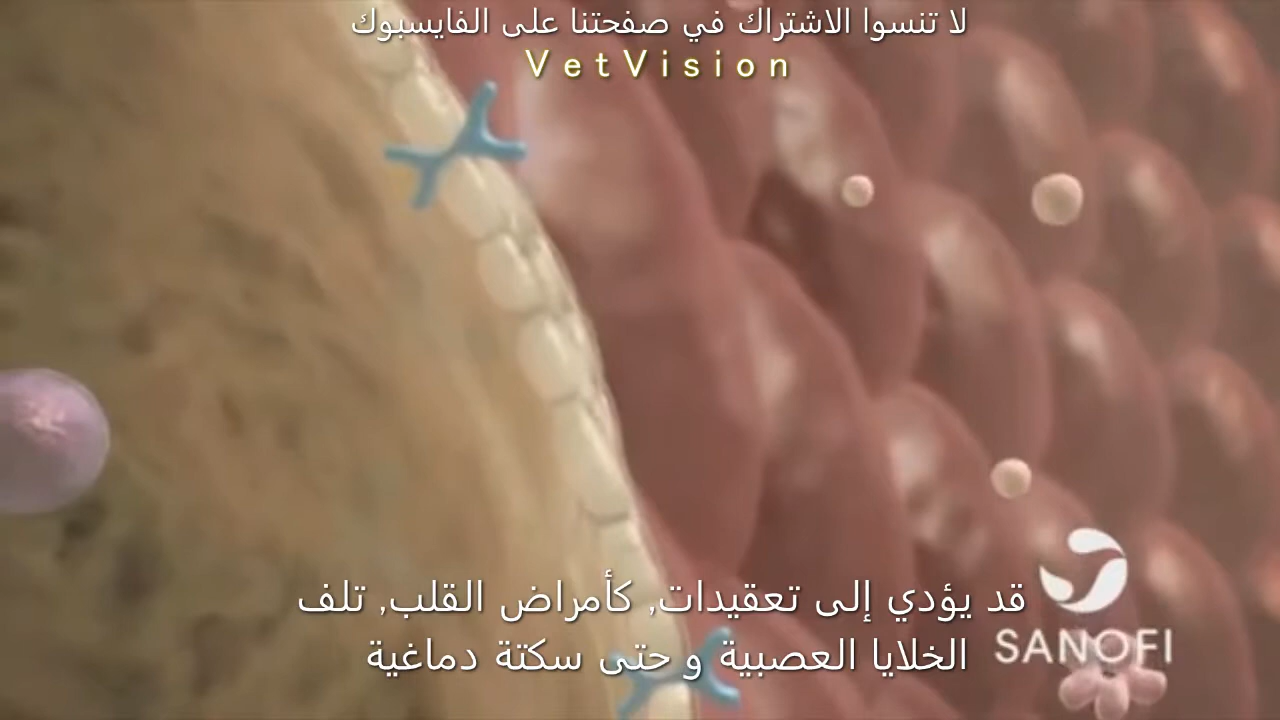 لا تنسوا الاشتراك في صفحتنا على الفايسبوك
VetVision
قد يؤدي إلى تعقيدات, كأمراض القلب, تلف
الخلايا العصبية و حتى سكتة دماغية
SANOFI